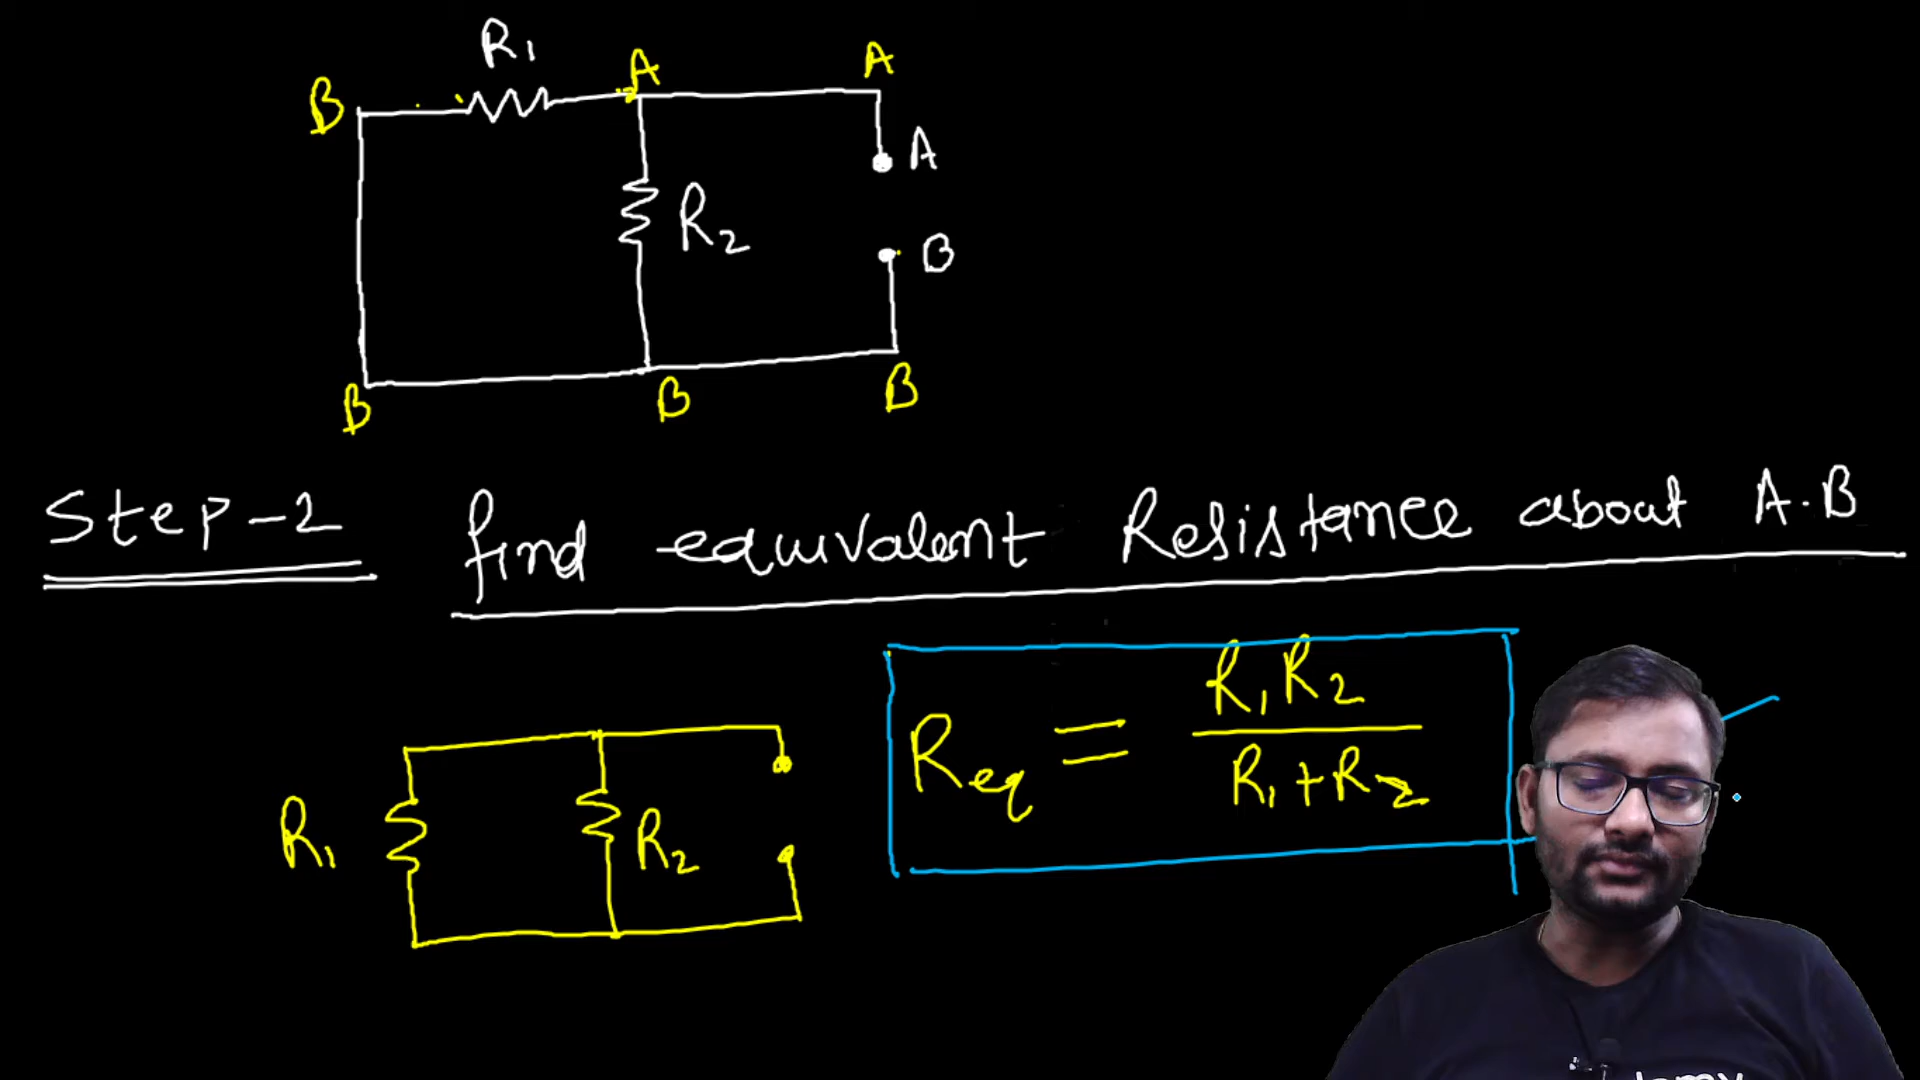 R₁
B A A
A
R₂
B
B B B
Step-2 find equivalent Resistance about A.B
Req = R₁R₂ / R₁+R₂
R₁ R₂